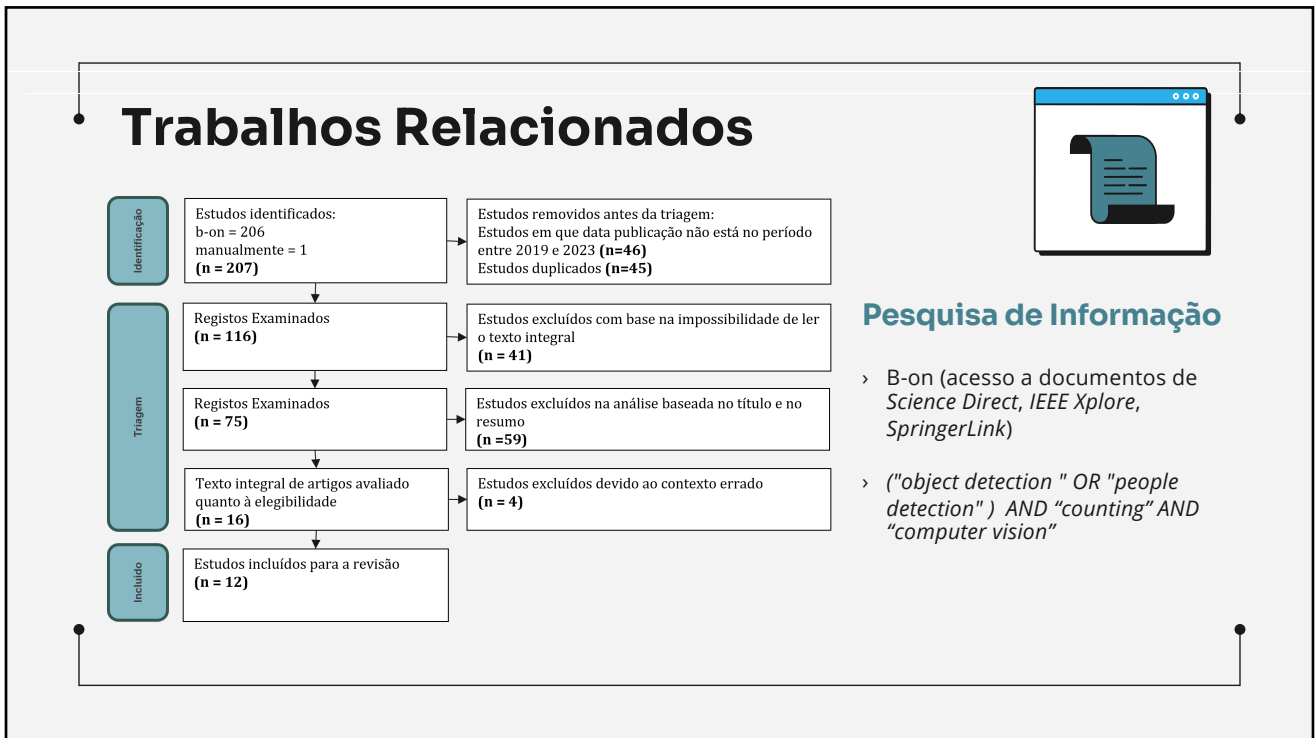 Trabalhos Relacionados
Identificação
Estudos identificados:
b-on = 206
manualmente = 1
(n = 207)
Estudos removidos antes da triagem:
Estudos em que data publicação não está no período
entre 2019 e 2023 (n=46)
Estudos duplicados (n=45)
Triagem
Registos Examinados
(n = 116)
Estudos excluídos com base na impossibilidade de ler
o texto integral
(n = 41)
Registos Examinados
(n = 75)
Estudos excluídos na análise baseada no título e no
resumo
(n =59)
Texto integral de artigos avaliado
quanto à elegibilidade
(n = 16)
Estudos excluídos devido ao contexto errado
(n = 4)
Incluído
Estudos incluídos para a revisão
(n = 12)
Pesquisa de Informação
› B-on (acesso a documentos de
Science Direct, IEEE Xplore,
SpringerLink)
› ("object detection " OR "people
detection" ) AND “counting” AND
“computer vision”